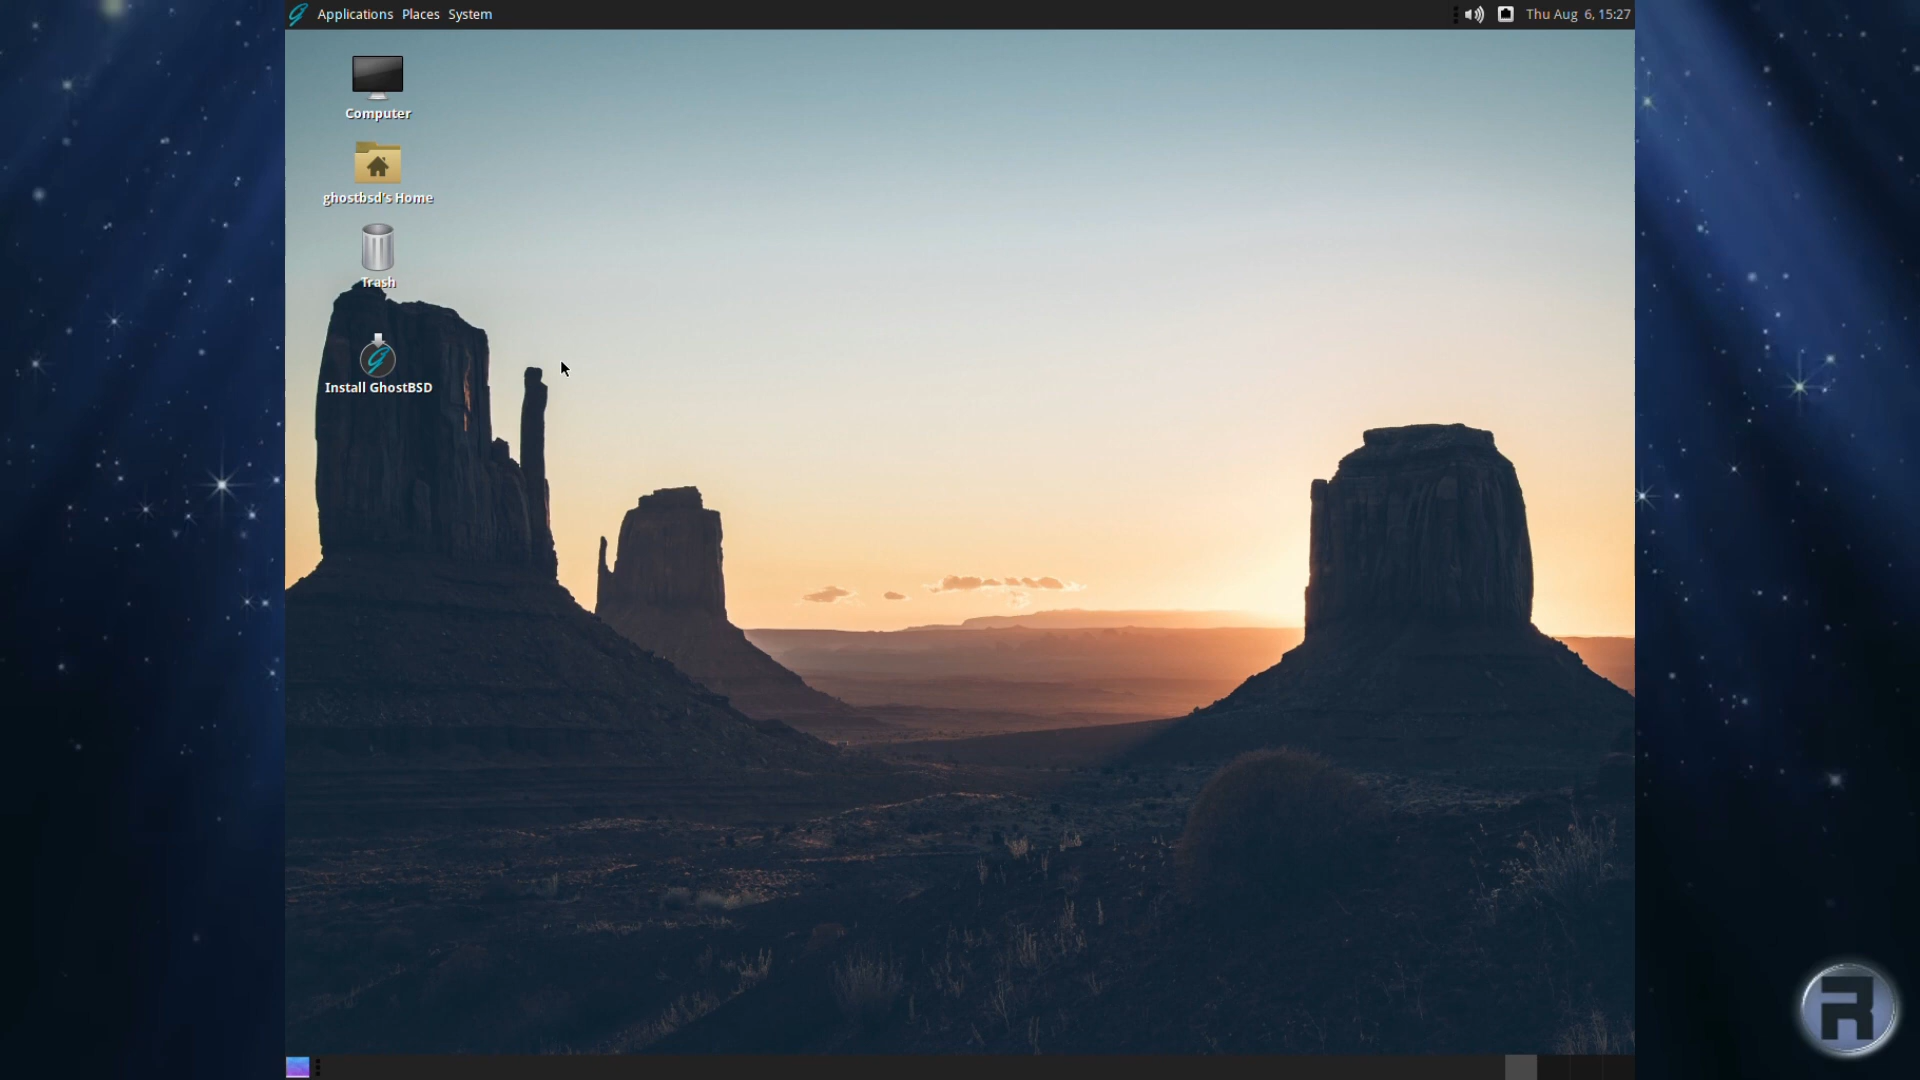 Applications Places System
Thu Aug 6, 15:27
Computer
ghostbsd's Home
Trash
Install GhostBSD
R